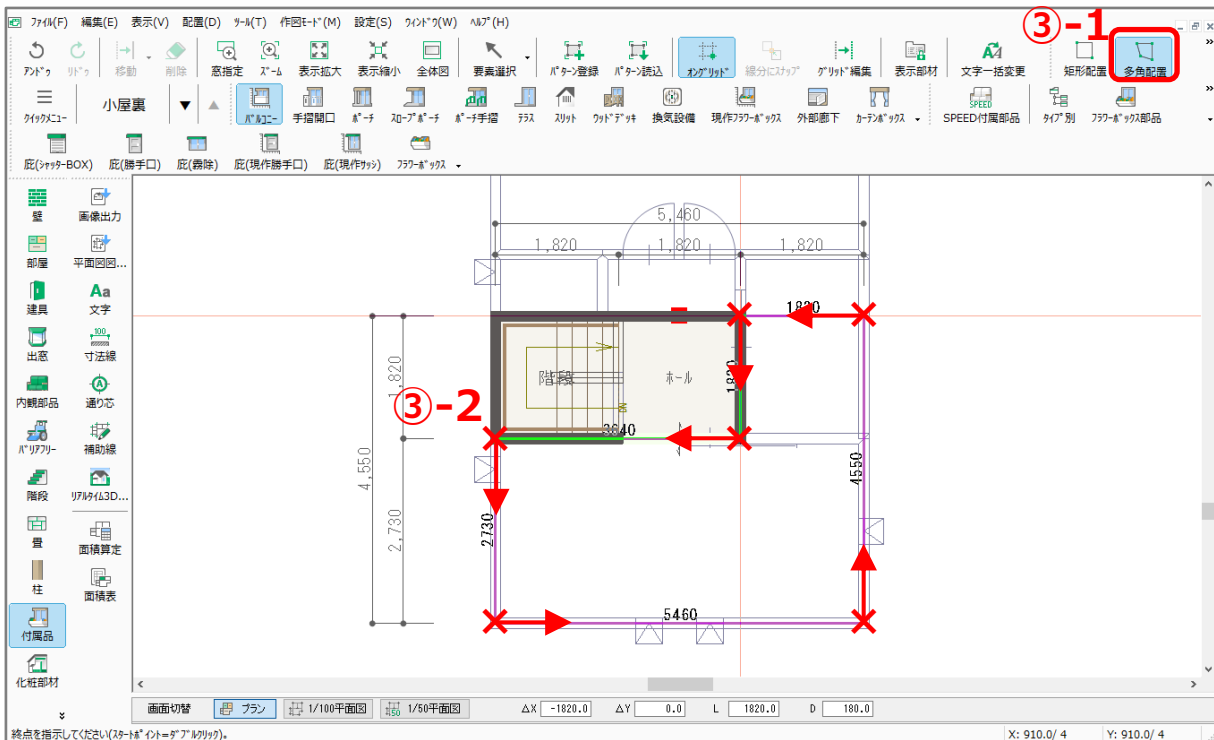 ﾌｧｲﾙ(F) 編集(E) 表示(V) 配置(D) ﾂｰﾙ(T) 作図ﾓｰﾄﾞ(M) 設定(S) ｳｨﾝﾄﾞｳ(W) ﾍﾙﾌﾟ(H)
③-1
ｱﾝﾄﾞｩ ﾘﾄﾞｩ 移動 削除 窓指定 ｽﾞｰﾑ 表示拡大 表示縮小 全体図 要素選択 ﾊﾟﾀｰﾝ登録 ﾊﾟﾀｰﾝ読込 ｵﾝｸﾞﾘｯﾄﾞ 線分にｽﾅｯﾌﾟ ｸﾞﾘｯﾄﾞ編集 表示部材 文字一括変更 矩形配置 多角配置
ｸｲｯｸﾒﾆｭｰ 小屋裏 ▼ ▲ ﾊﾞﾙｺﾆｰ 手摺開口 ﾎﾟｰﾁ ｽﾛｰﾌﾟﾎﾟｰﾁ ﾎﾟｰﾁ手摺 ﾃﾗｽ ｽﾘｯﾄ ｳｯﾄﾞﾃﾞｯｷ 換気設備 現作ﾌﾗﾜｰﾎﾞｯｸｽ 外部廊下 ｶｰﾃﾝﾎﾞｯｸｽ SPEED SPEED付属部品 ﾀｲﾌﾟ別 ﾌﾗﾜｰﾎﾞｯｸｽ部品
庇(ｼｬｯﾀｰBOX) 庇(勝手口) 庇(霧除) 庇(現作勝手口) 庇(現作ｻｯｼ) ﾌﾗﾜｰﾎﾞｯｸｽ
壁 画像出力
部屋 平面図図...
Aa
建具 文字
100
出窓 寸法線
A
内観部品 通り芯
ﾊﾞﾘｱﾌﾘｰ 補助線
階段 ﾘｱﾙﾀｲﾑ3D...
畳 面積算定
柱 面積表
付属品
化粧部材
5,460
1,820 1,820 1,820
1820
1,820
階段
ホール
1820
DN
③-2
3640
4,550
4550
2,730
2730
5460
画面切替 プラン 1/100平面図 50 1/50平面図 ΔX -1820.0 ΔY 0.0 L 1820.0 D 180.0
終点を指示してください(ｽﾀｰﾄﾎﾟｲﾝﾄ=ﾀﾞﾌﾞﾙｸﾘｯｸ)。 X: 910.0/ 4 Y: 910.0/ 4